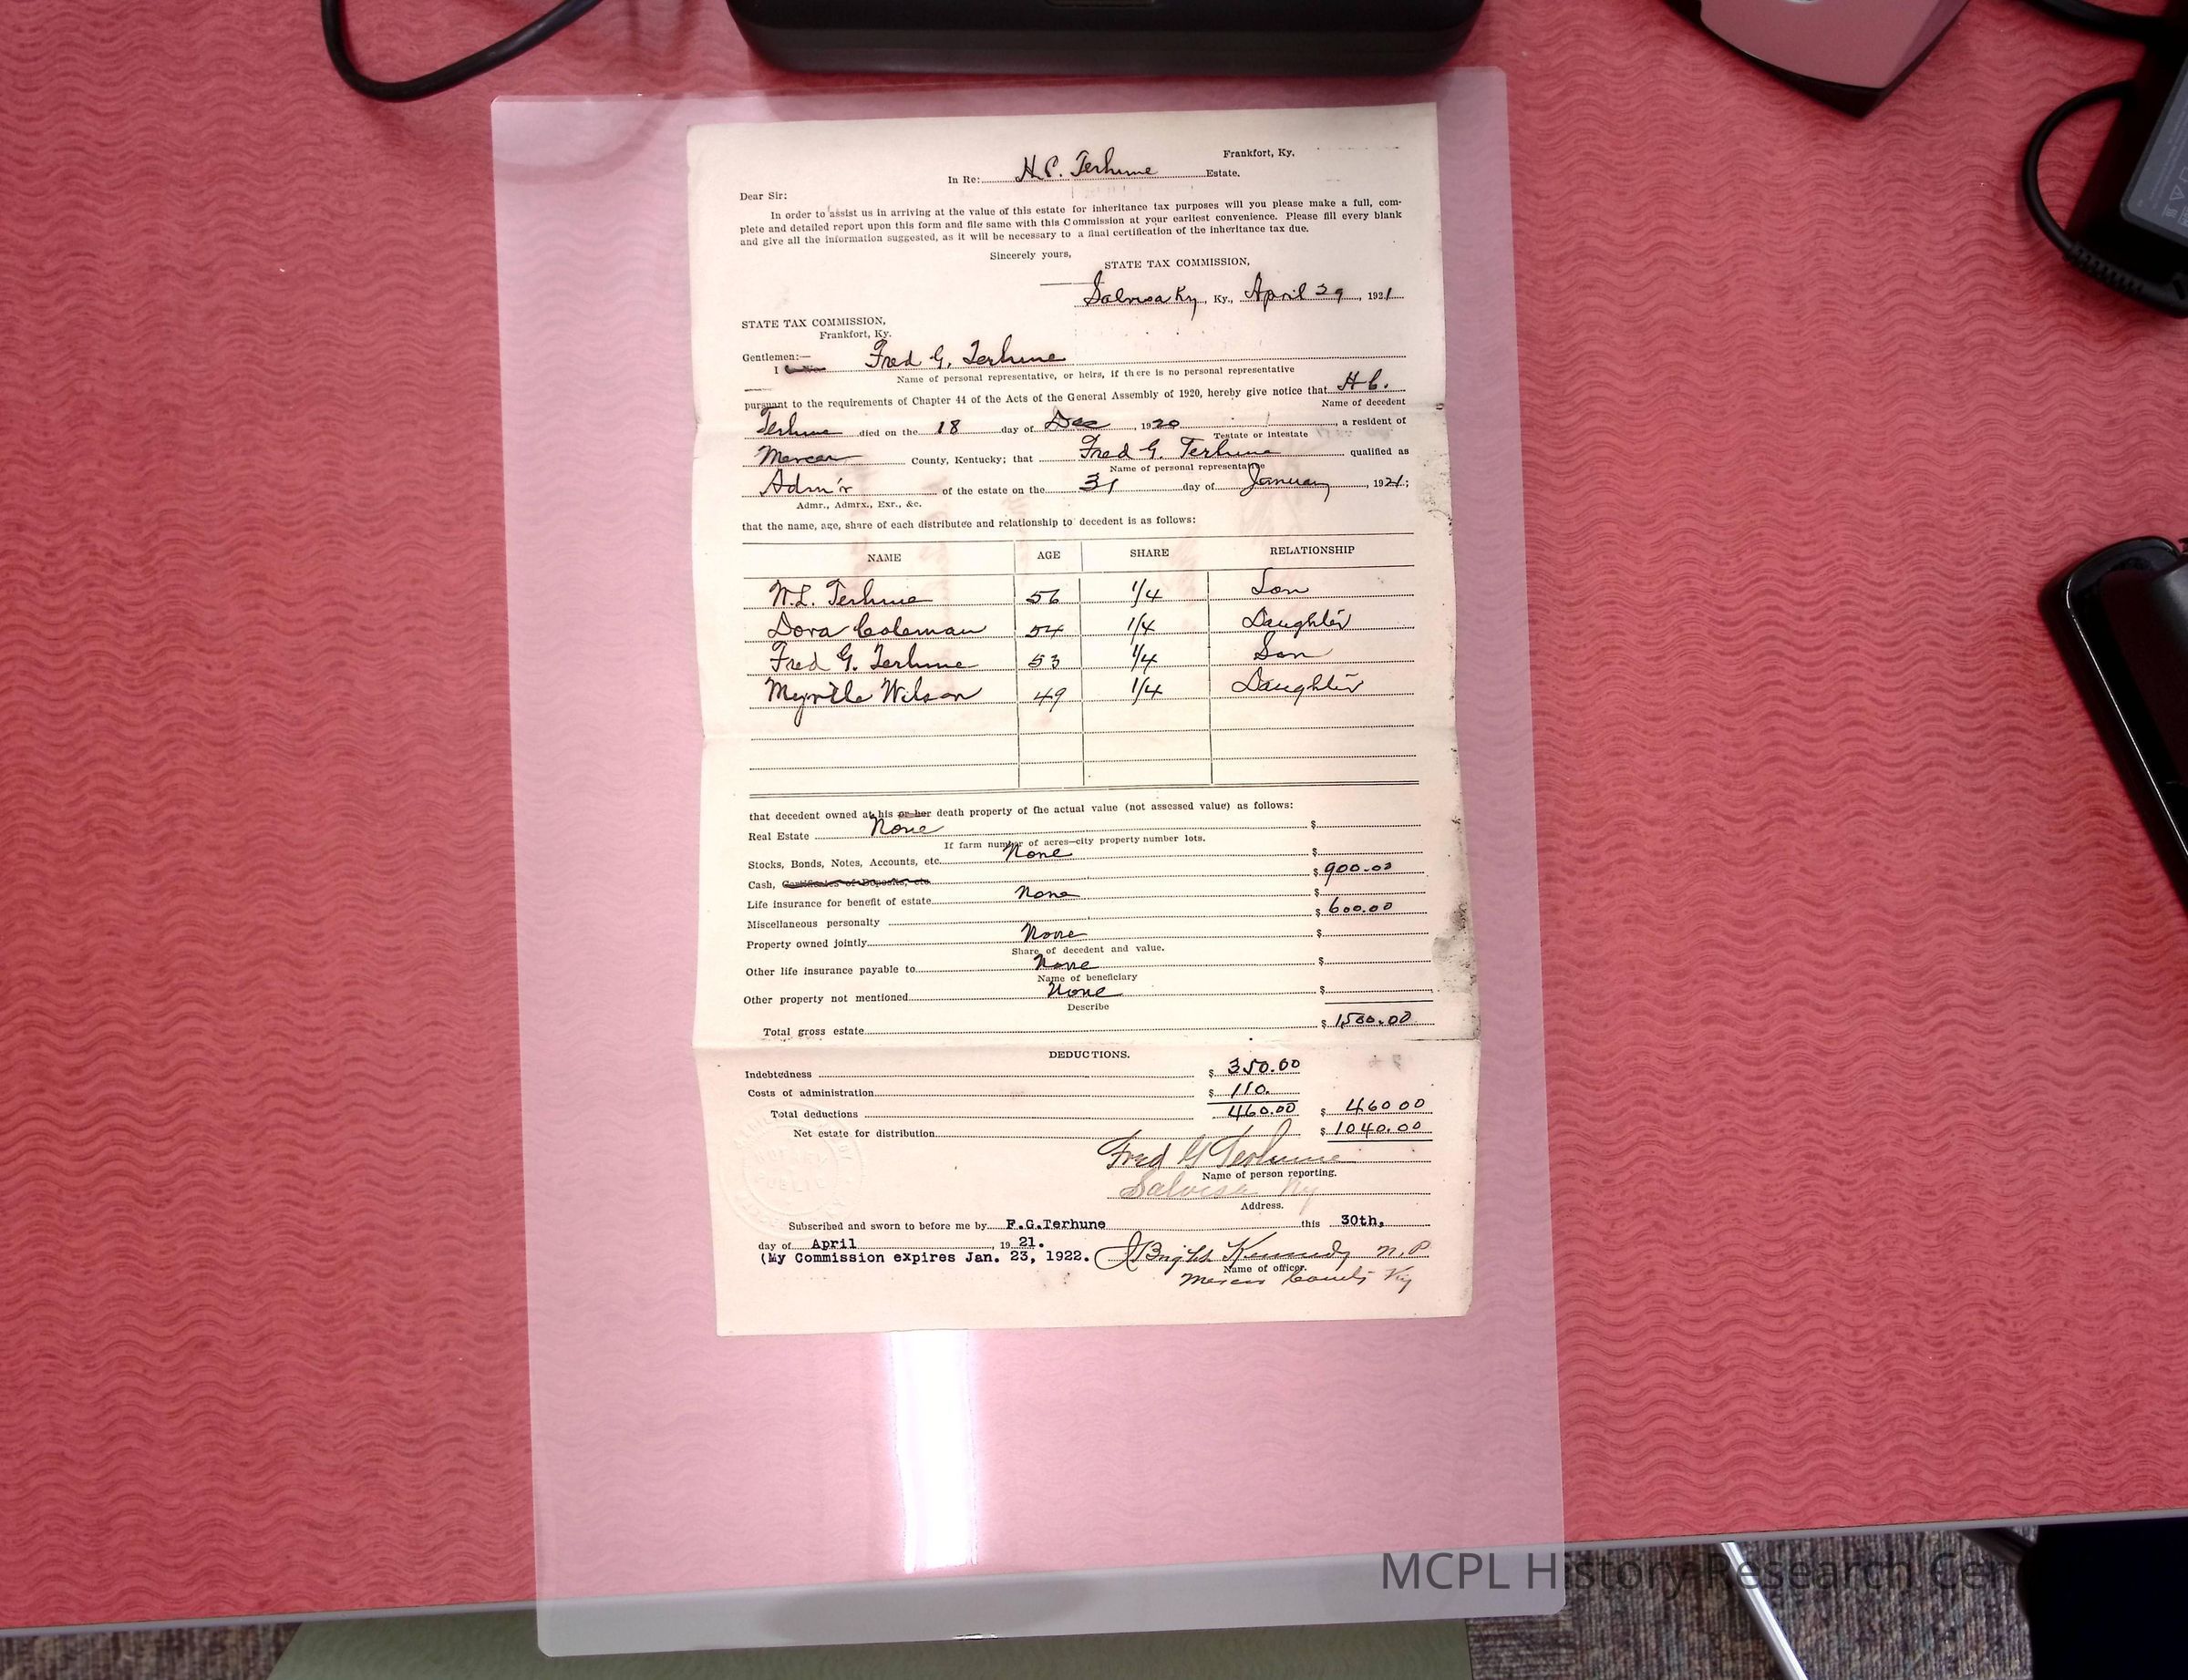 Frankfort, Ky.
In Re: H.C. Terhune Estate.
Dear Sir:
In order to assist us in arriving at the value of this estate for inheritance tax purposes will you please make a full, com-
plete and detailed report upon this form and file same with this Commission at your earliest convenience. Please fill every blank
and give all the information suggested, as it will be necessary to a final certification of the inheritance tax due.
Sincerely yours,
STATE TAX COMMISSION,
Salvisa Ky, Ky., April 29, 1921
STATE TAX COMMISSION,
Frankfort, Ky.
Gentlemen:—
I Fred G. Terhune
Name of personal representative, or heirs, if there is no personal representative
pursuant to the requirements of Chapter 44 of the Acts of the General Assembly of 1920, hereby give notice that H C.
Name of decedent
Terhune died on the 18 day of Dec, 1920, a resident of
Testate or intestate
Mercer County, Kentucky; that Fred G. Terhune qualified as
Name of personal representative
Adm'r of the estate on the 31 day of January, 1921;
Admr., Admrx., Exr., &c.
that the name, age, share of each distributee and relationship to decedent is as follows:
NAME AGE SHARE RELATIONSHIP
W.L. Terhune 56 1/4 Son
Dora Coleman 54 1/4 Daughter
Fred G. Terhune 53 1/4 Son
Myrtle Wilson 49 1/4 Daughter
that decedent owned at his or her death property of the actual value (not assessed value) as follows:
Real Estate None $
If farm number of acres—city property number lots.
Stocks, Bonds, Notes, Accounts, etc. None $
Cash, Certificates of Deposits, etc $ 900.00
Life insurance for benefit of estate None $
Miscellaneous personalty $ 600.00
Property owned jointly None $
Share of decedent and value.
Other life insurance payable to None $
Name of beneficiary
Other property not mentioned None $
Describe
Total gross estate $ 1500.00
DEDUCTIONS.
Indebtedness $ 350.00
Costs of administration $ 110.
Total deductions 460.00 $ 460 00
Net estate for distribution $ 1040.00
Fred G Terhune
Name of person reporting.
Salvisa Ky
Address.
Subscribed and sworn to before me by F.G.Terhune this 30th,
day of April, 19 21.
(My Commission expires Jan. 23, 1922. J Bright Kennedy N.P.
Name of officer.
Mercer County Ky
MCPL History Research Cen